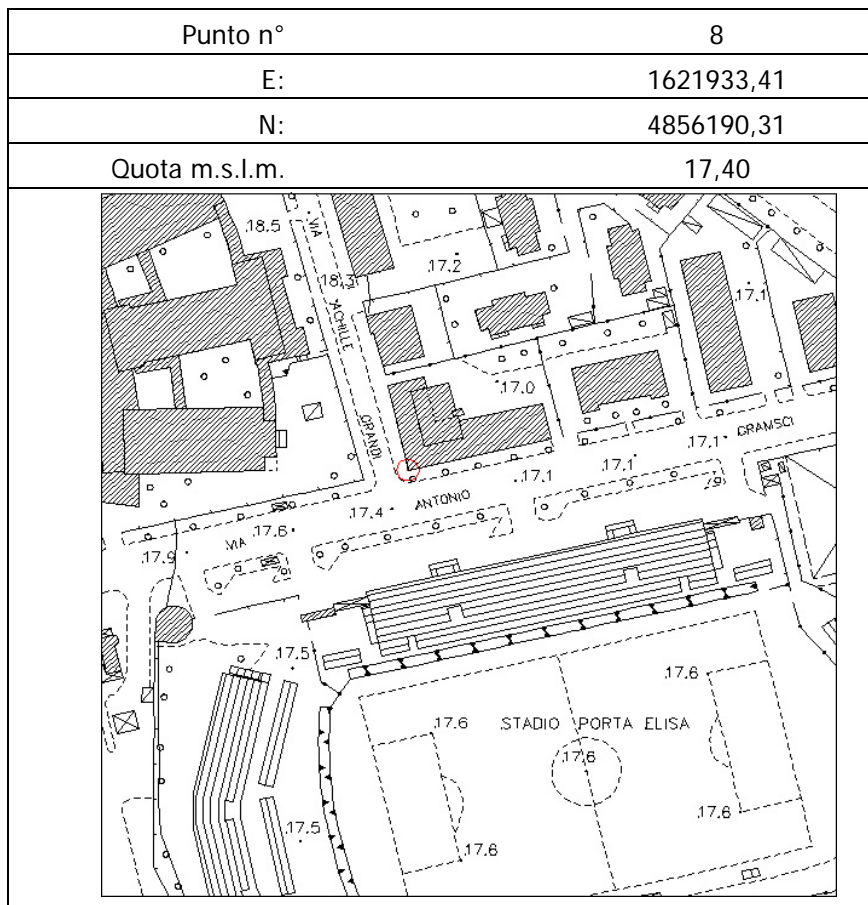 Punto n° 8
E: 1621933,41
N: 4856190,31
Quota m.s.l.m. 17,40
18.5
VIA
17.2
18.3
17.1
ACHILLE
17.0
GRANDI
GRAMSCI
17.1
17.1
17.1
ANTONIO
17.4
17.6
VIA
17.9
17.5
17.6
17.6
STADIO PORTA ELISA
17.6
17.6
17.5
17.6